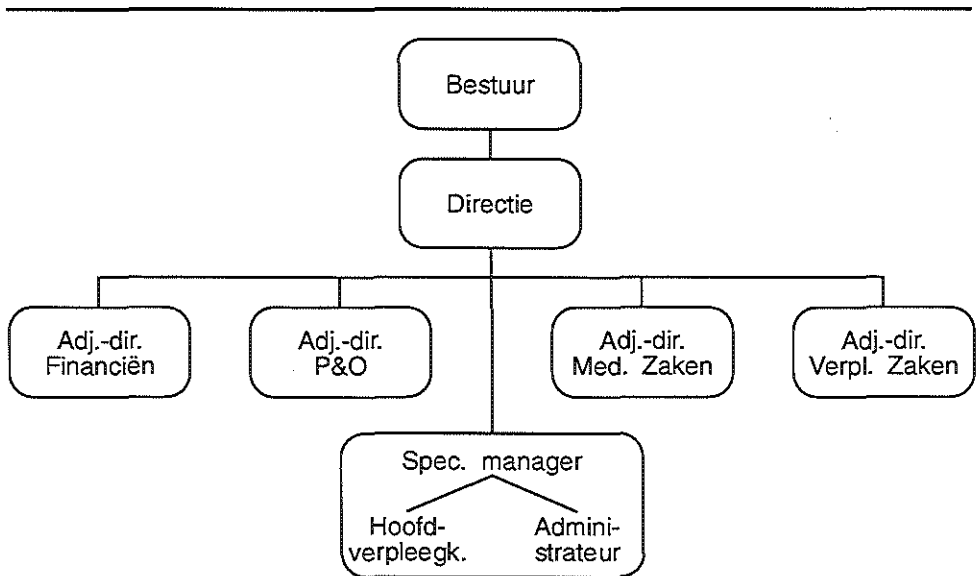 Bestuur
Directie
Adj.-dir.
Financiën
Adj.-dir.
P&O
Adj.-dir.
Med. Zaken
Adj.-dir.
Verpl. Zaken
Spec. manager
Hoofd-
verpleegk.
Admini-
strateur